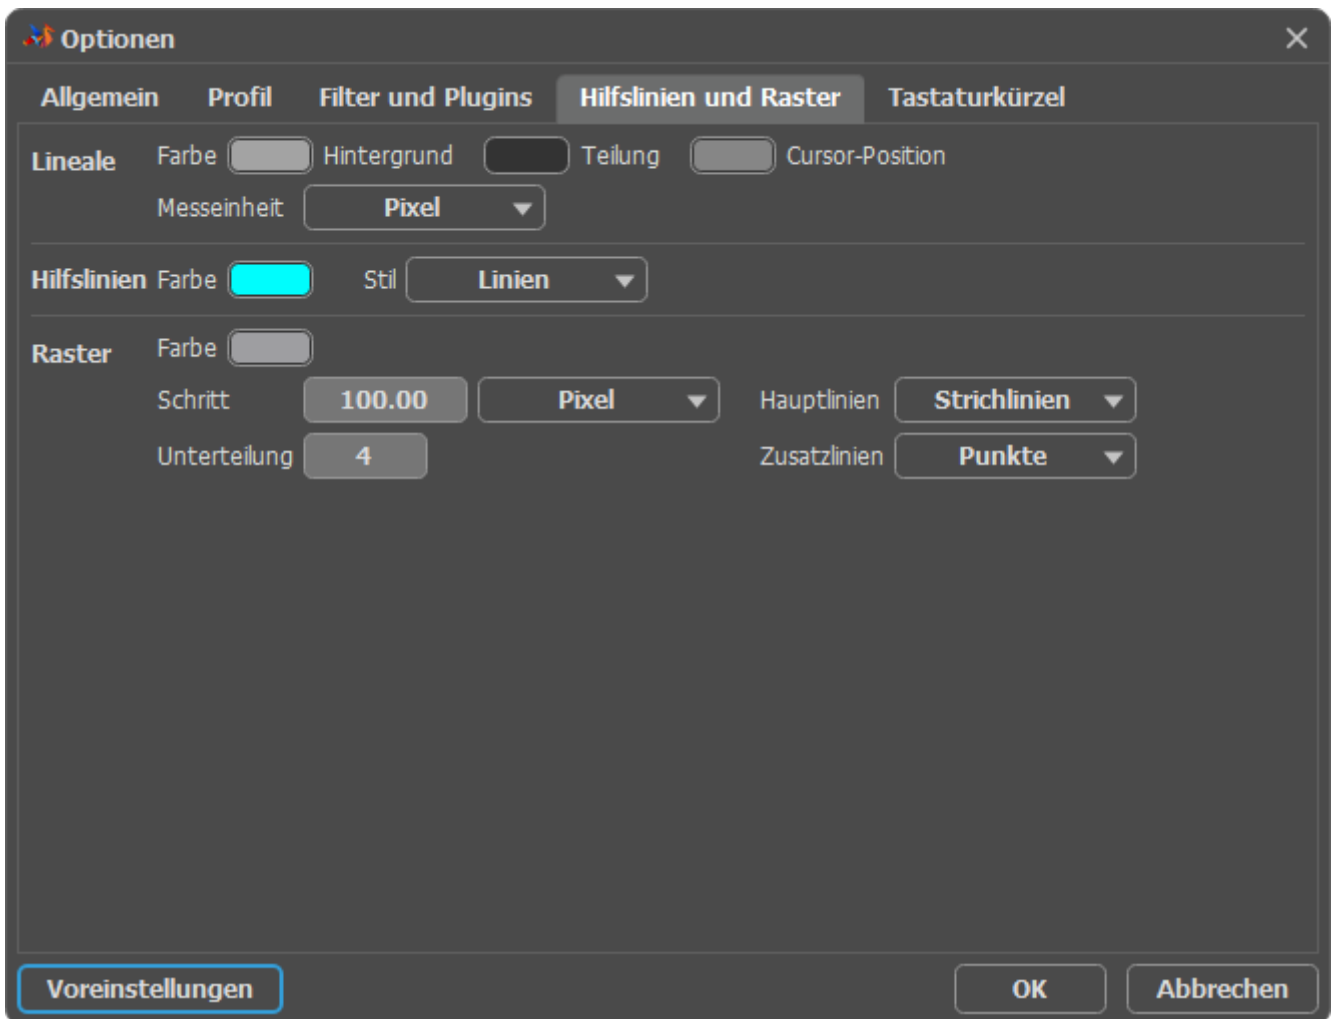 Optionen
Allgemein Profil Filter und Plugins Hilfslinien und Raster Tastaturkürzel
Lineale Farbe Hintergrund Teilung Cursor-Position
Messeinheit Pixel
Hilfslinien Farbe Stil Linien
Raster Farbe
Schritt 100.00 Pixel Hauptlinien Strichlinien
Unterteilung 4 Zusatzlinien Punkte
Voreinstellungen OK Abbrechen